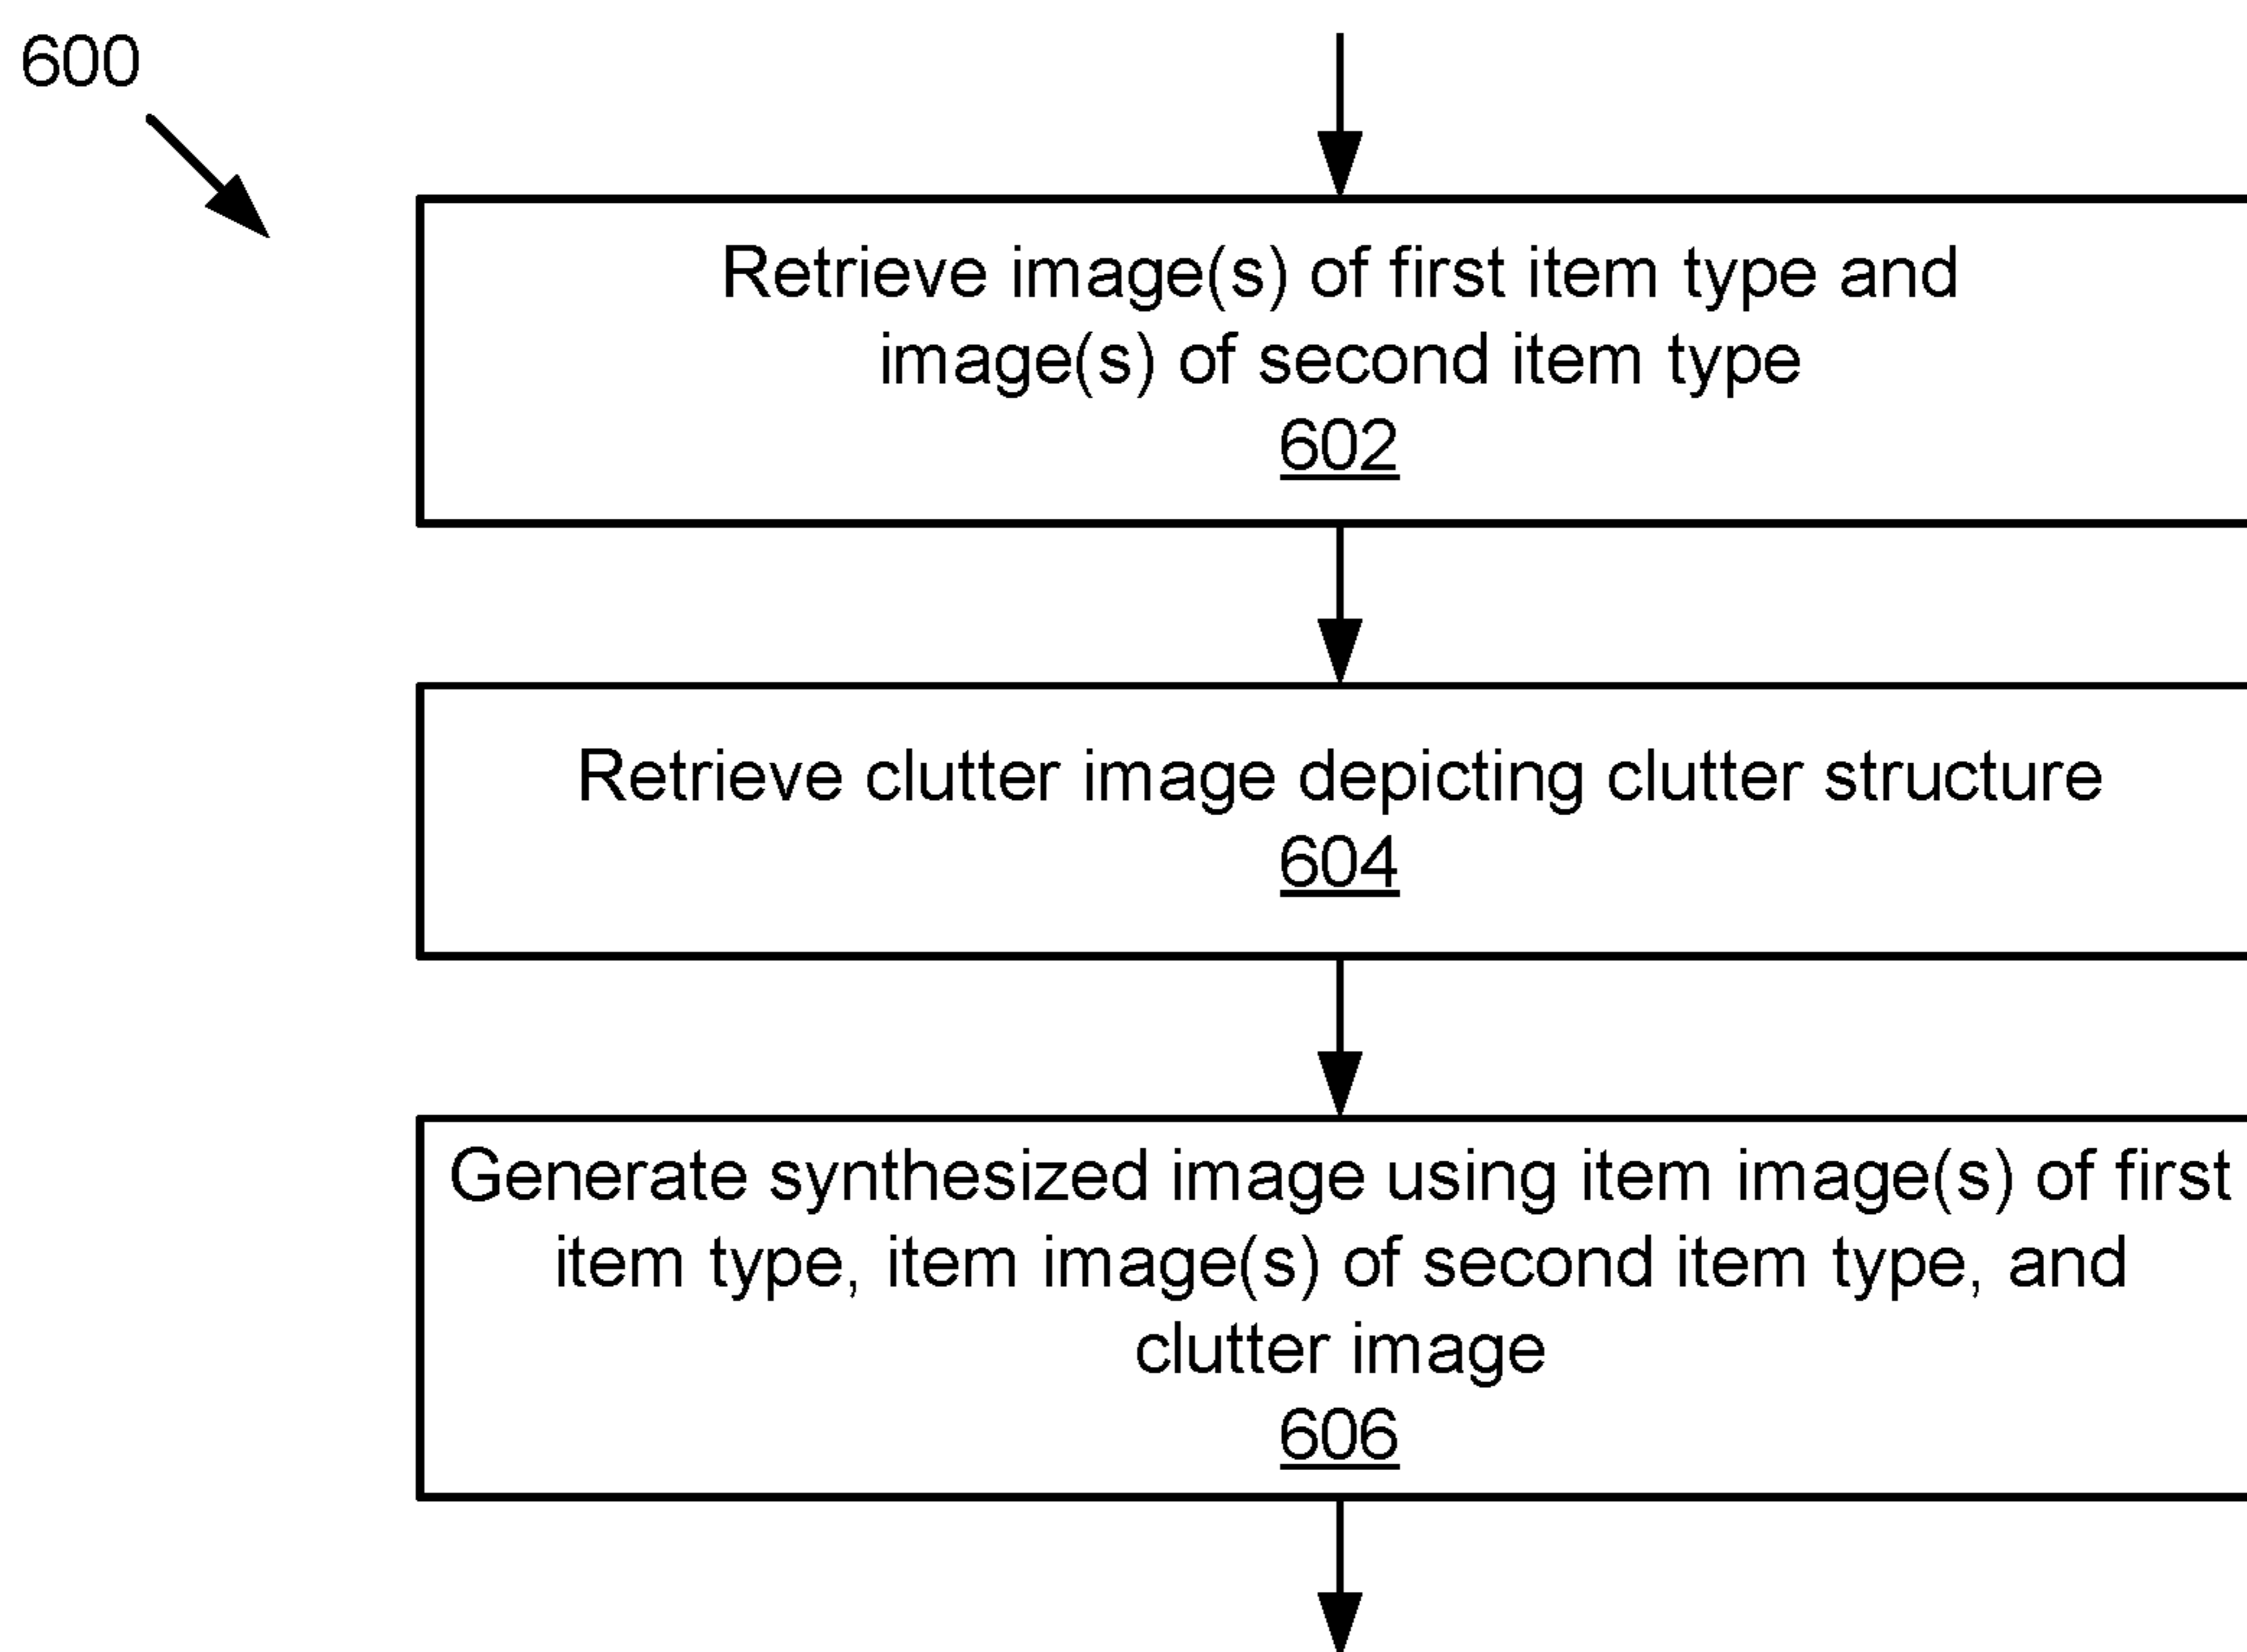 600
Retrieve image(s) of first item type and
image(s) of second item type
602
Retrieve clutter image depicting clutter structure
604
Generate synthesized image using item image(s) of first
item type, item image(s) of second item type, and
clutter image
606